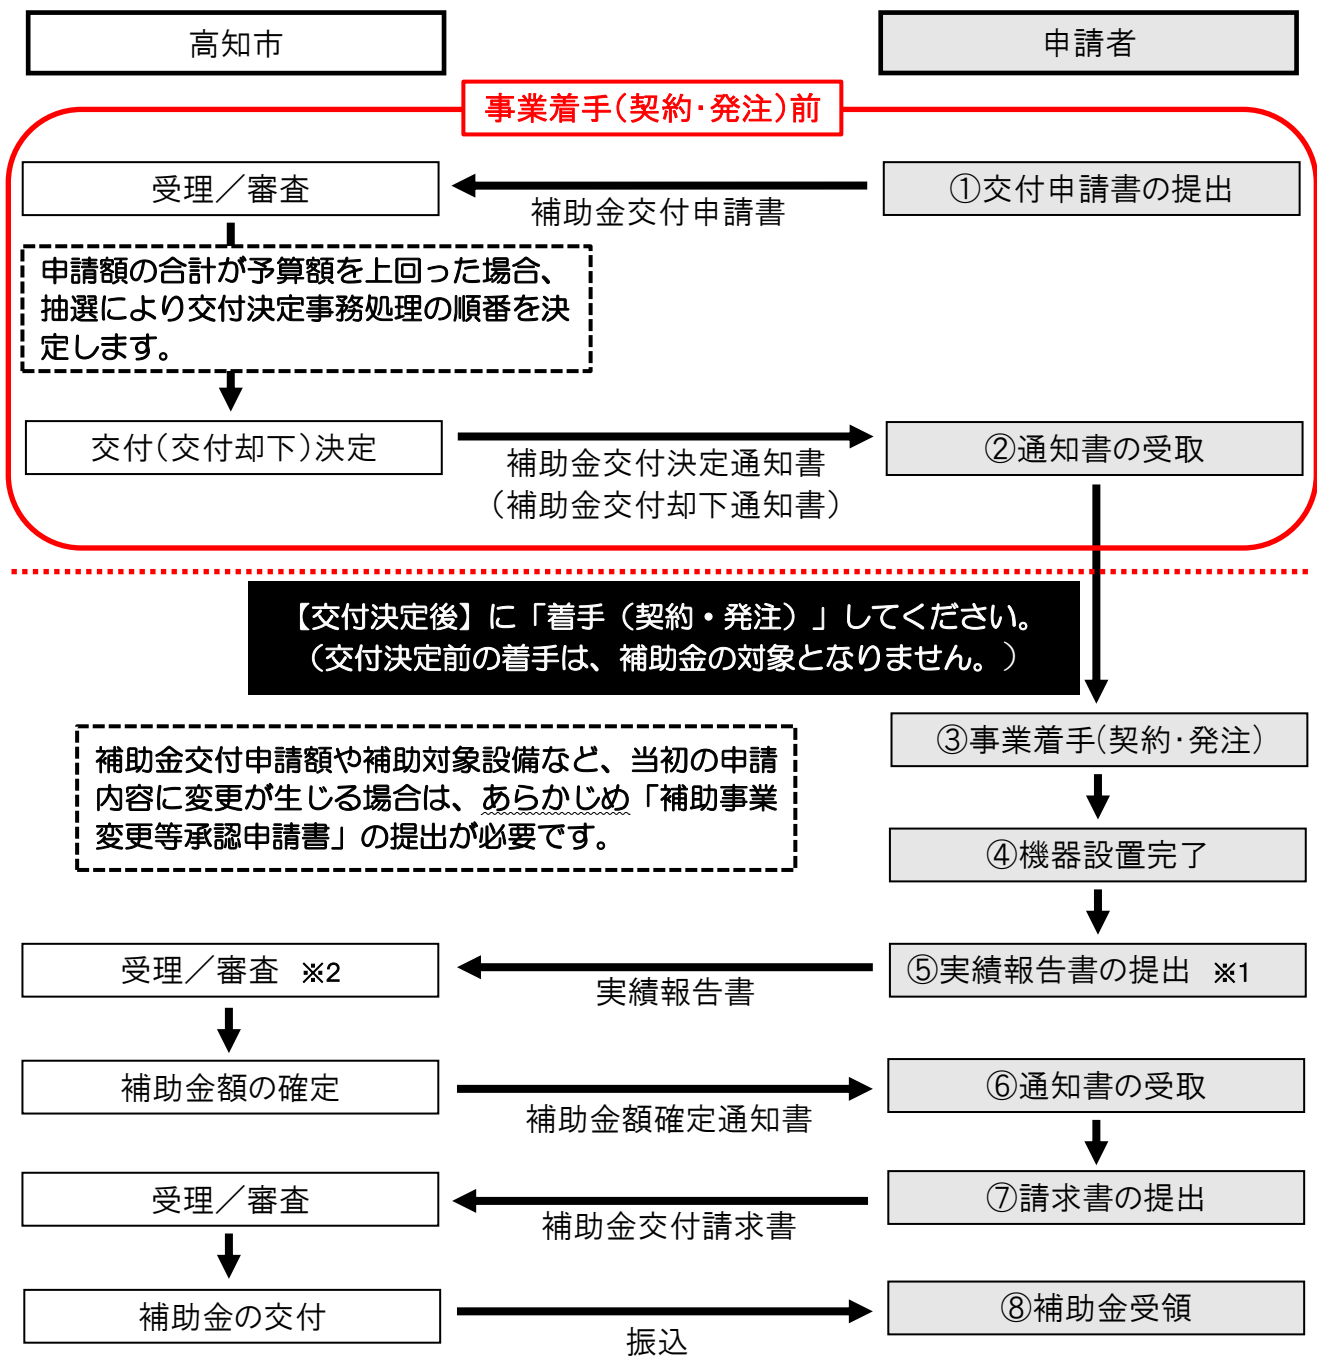 高知市
申請者
事業着手(契約・発注)前
受理／審査
①交付申請書の提出
補助金交付申請書
申請額の合計が予算額を上回った場合、
抽選により交付決定事務処理の順番を決
定します。
交付(交付却下)決定
②通知書の受取
補助金交付決定通知書
（補助金交付却下通知書）
【交付決定後】に「着手（契約・発注）」してください。
（交付決定前の着手は、補助金の対象となりません。）
③事業着手(契約・発注)
補助金交付申請額や補助対象設備など、当初の申請
内容に変更が生じる場合は、あらかじめ「補助事業
変更等承認申請書」の提出が必要です。
④機器設置完了
受理／審査 ※2
⑤実績報告書の提出 ※1
実績報告書
補助金額の確定
⑥通知書の受取
補助金額確定通知書
受理／審査
⑦請求書の提出
補助金交付請求書
補助金の交付
⑧補助金受領
振込